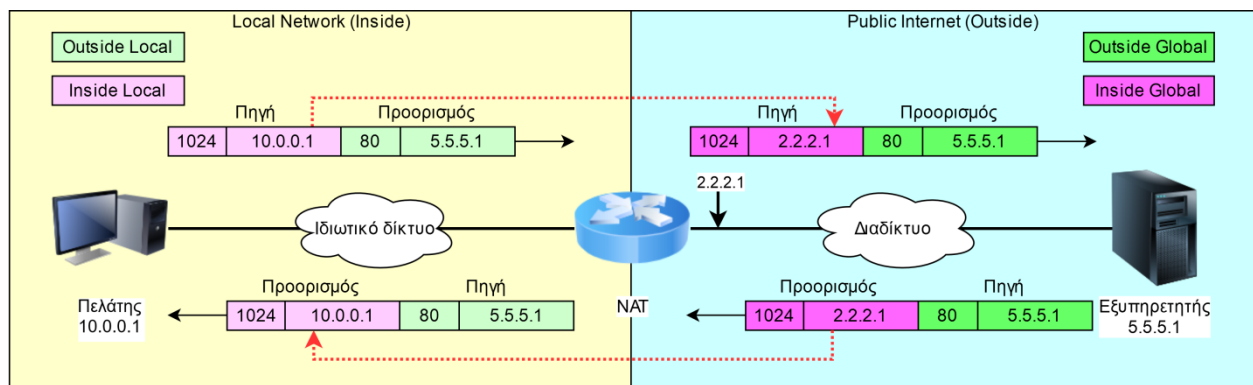 Local Network (Inside)
Public Internet (Outside)
Outside Local
Inside Local
Outside Global
Inside Global
Πηγή Προορισμός
1024 10.0.0.1 80 5.5.5.1
Πηγή Προορισμός
1024 2.2.2.1 80 5.5.5.1
2.2.2.1
Ιδιωτικό δίκτυο
Διαδίκτυο
Πελάτης
10.0.0.1
Προορισμός Πηγή
1024 10.0.0.1 80 5.5.5.1
NAT
Προορισμός Πηγή
1024 2.2.2.1 80 5.5.5.1
Εξυπηρετητής
5.5.5.1